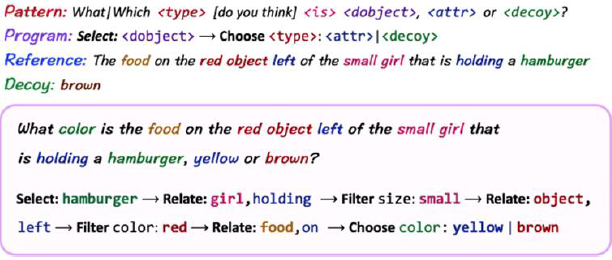 Pattern: What|Which <type> [do you think] <is> <dobject>, <attr> or <decoy>?
Program: Select: <dobject> → Choose <type>: <attr>|<decoy>
Reference: The food on the red object left of the small girl that is holding a hamburger
Decoy: brown
What color is the food on the red object left of the small girl that
is holding a hamburger, yellow or brown?
Select: hamburger → Relate: girl,holding → Filter size: small → Relate: object,
left → Filter color: red → Relate: food,on → Choose color: yellow | brown